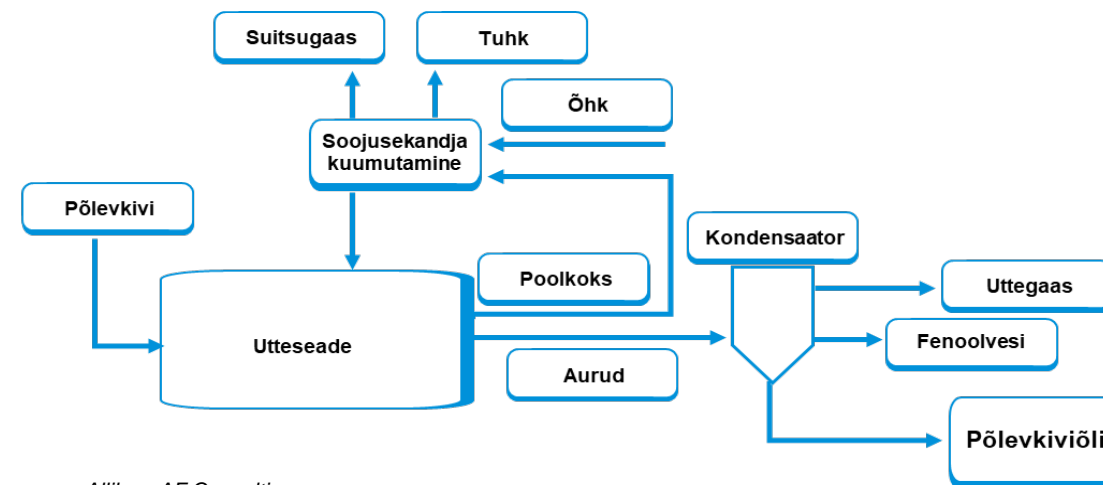 Suitsugaas
Tuhk
Õhk
Soojusekandja
kuumutamine
Põlevkivi
Kondensaator
Poolkoks
Uttegaas
Utteseade
Fenoolvesi
Aurud
Põlevkiviõli